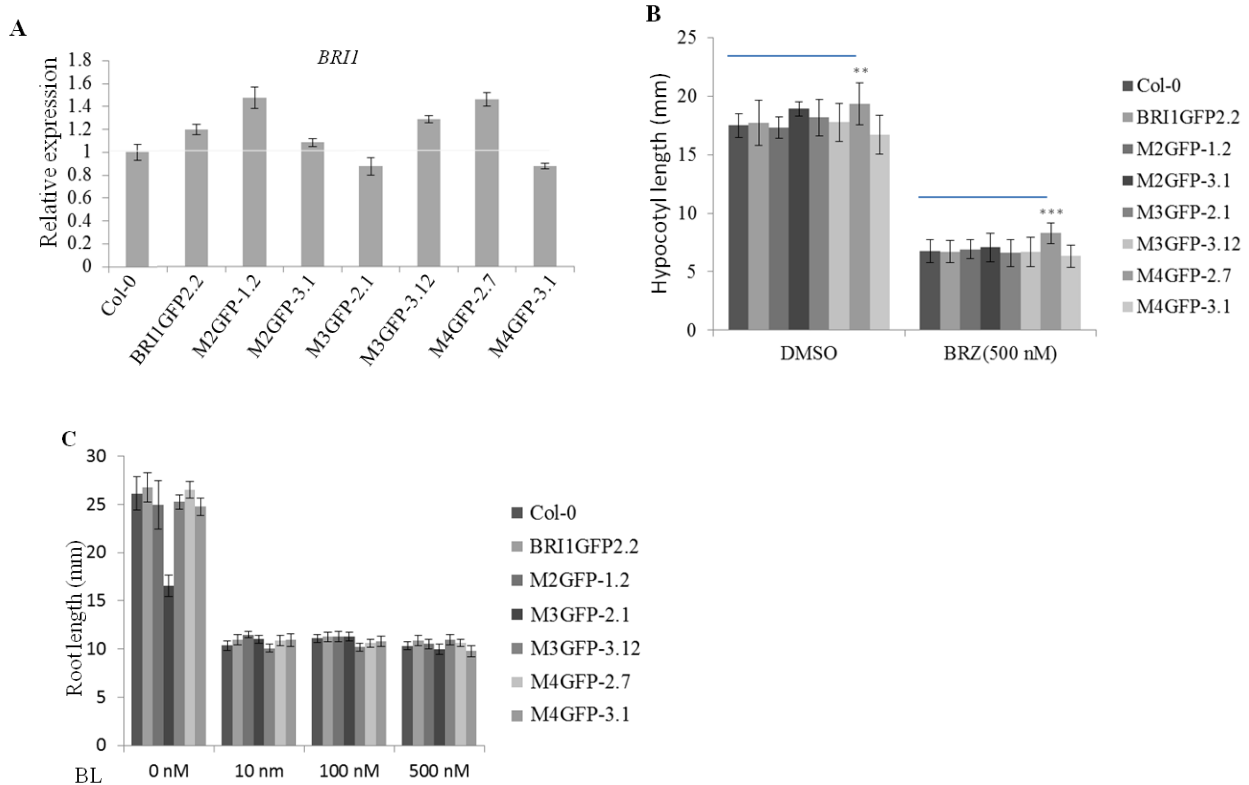 A
BRI1
Relative expression
1.8
1.6
1.4
1.2
1
0.8
0.6
0.4
0.2
0
Col-0
BRI1GFP2.2
M2GFP-1.2
M2GFP-3.1
M3GFP-2.1
M3GFP-3.12
M4GFP-2.7
M4GFP-3.1
B
Hypocotyl length (mm)
25
20
15
10
5
0
**
***
DMSO
BRZ(500 nM)
Col-0
BRI1GFP2.2
M2GFP-1.2
M2GFP-3.1
M3GFP-2.1
M3GFP-3.12
M4GFP-2.7
M4GFP-3.1
C
Root length (mm)
30
25
20
15
10
5
0
BL
0 nM
10 nm
100 nM
500 nM
Col-0
BRI1GFP2.2
M2GFP-1.2
M3GFP-2.1
M3GFP-3.12
M4GFP-2.7
M4GFP-3.1